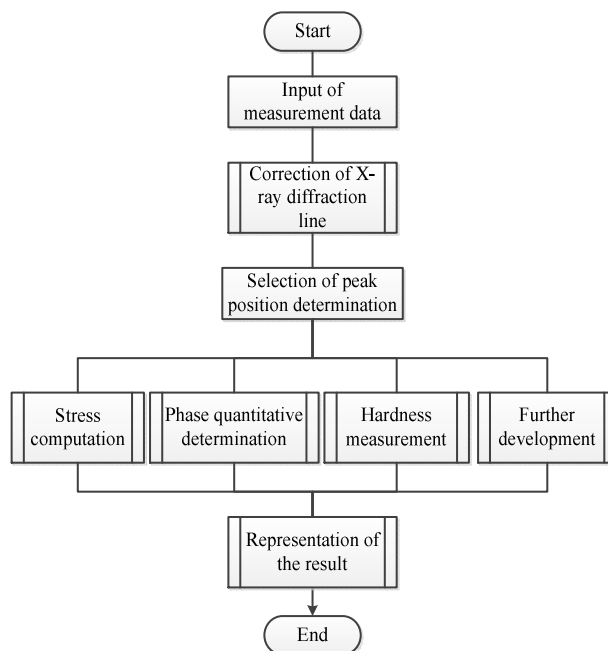 Start
Input of
measurement data
Correction of X-
ray diffraction
line
Selection of peak
position determination
Stress
computation
Phase quantitative
determination
Hardness
measurement
Further
development
Representation of
the result
End